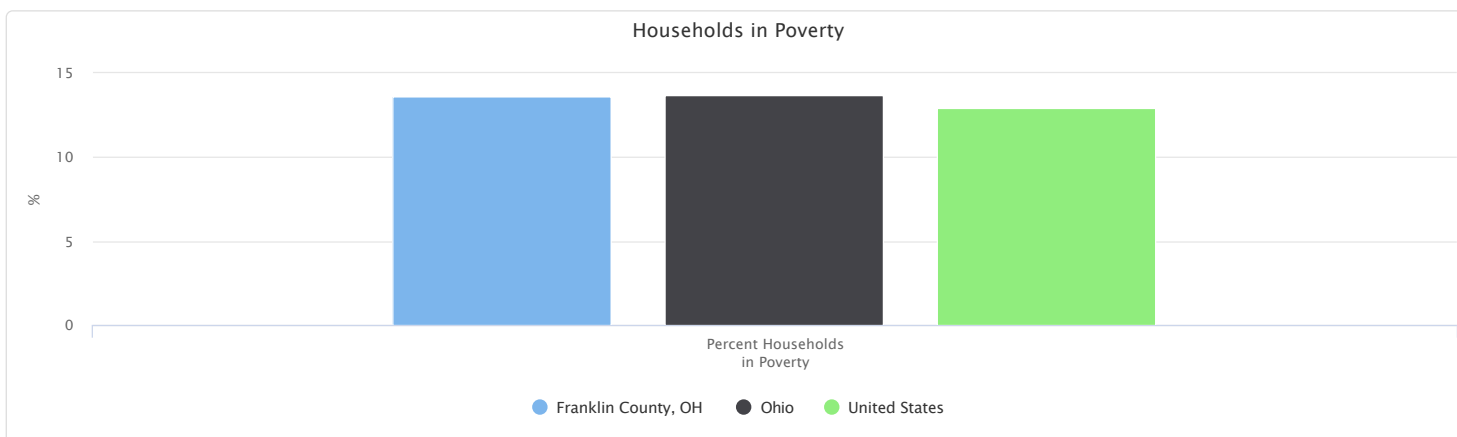 Households in Poverty
15
10
5
0
%
Percent Households
in Poverty
Franklin County, OH
Ohio
United States